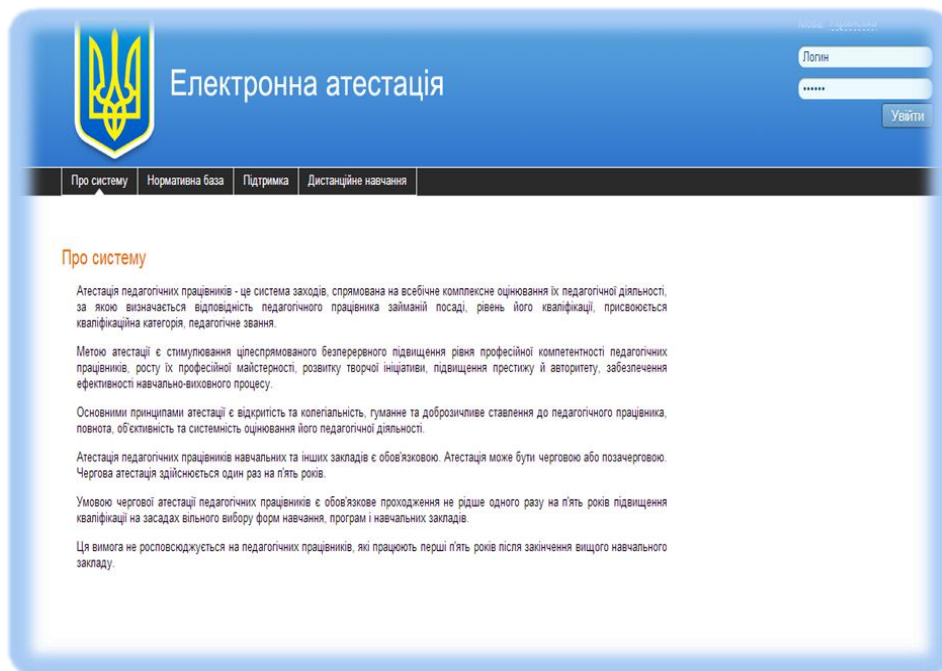 Мова: Українська
Логин
••••••
Увійти
Електронна атестація
Про систему
Нормативна база
Підтримка
Дистанційне навчання
Про систему
Атестація педагогічних працівників - це система заходів, спрямована на всебічне комплексне оцінювання їх педагогічної діяльності,
за якою визначається відповідність педагогічного працівника займаній посаді, рівень його кваліфікації, присвоюється
кваліфікаційна категорія, педагогічне звання.
Метою атестації є стимулювання цілеспрямованого безперервного підвищення рівня професійної компетентності педагогічних
працівників, росту їх професійної майстерності, розвитку творчої ініціативи, підвищення престижу й авторитету, забезпечення
ефективності навчально-виховного процесу.
Основними принципами атестації є відкритість та колегіальність, гуманне та доброзичливе ставлення до педагогічного працівника,
повнота, об'єктивність та системність оцінювання його педагогічної діяльності.
Атестація педагогічних працівників навчальних та інших закладів є обов'язковою. Атестація може бути черговою або позачерговою.
Чергова атестація здійснюється один раз на п'ять років.
Умовою чергової атестації педагогічних працівників є обов'язкове проходження не рідше одного разу на п'ять років підвищення
кваліфікації на засадах вільного вибору форм навчання, програм і навчальних закладів.
Ця вимога не росповсюджується на педагогічних працівників, які працюють перші п'ять років після закінчення вищого навчального
закладу.